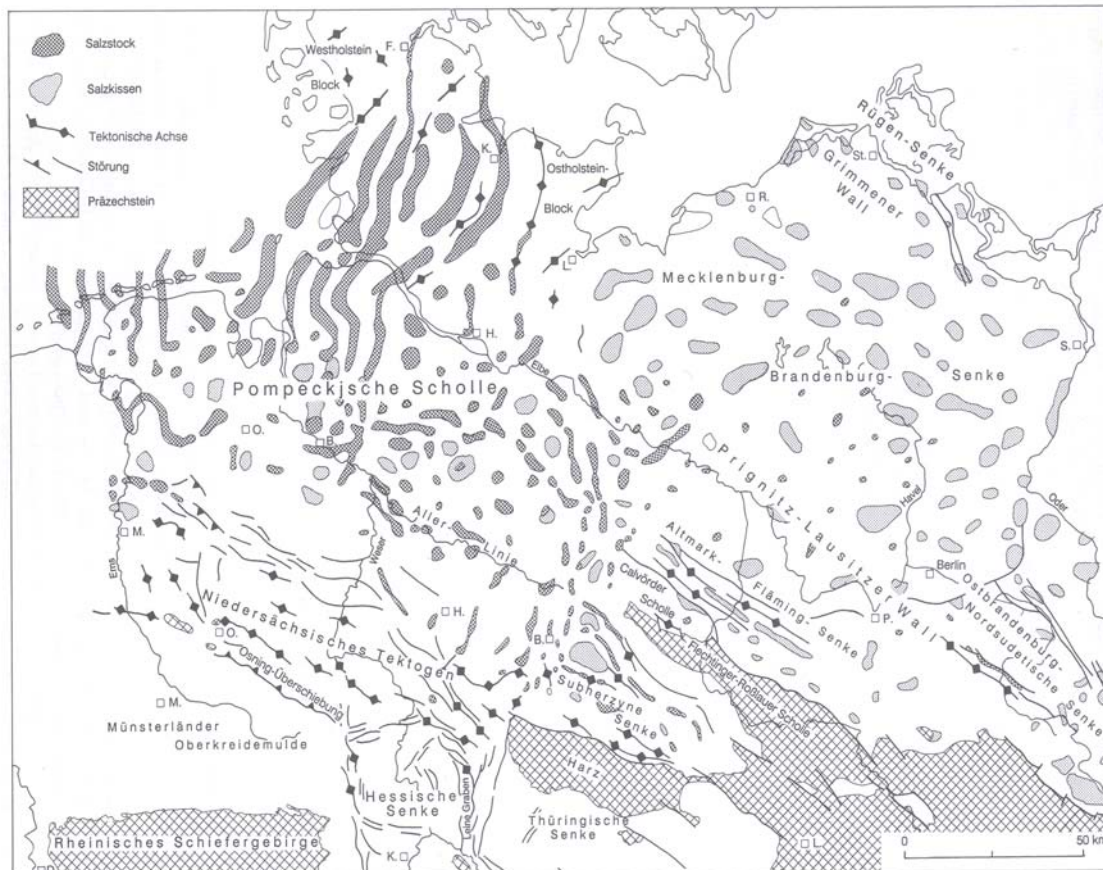 Salzstock
Salzkissen
Tektonische Achse
Störung
Präzechstein
Westholstein
Block
F.
K.
Ostholstein-
Block
L.
Rügen-Senke
St.
Grimmener
Wall
R.
Mecklenburg-
H.
Elbe
S.
Brandenburg-
Senke
Pompeckjsche Scholle
O.
B.
Prignitz-Lausitzer Wall
Havel
Oder
Aller-
Linie
M.
Ems
Weser
Altmark-
Fläming-
Senke
Calvörder
Scholle
Berlin
Ostbrandenburg-
Nordsudetische
Senke
Niedersächsisches Tektogen
H.
B.
P.
O.
Flechtinger-Roßlauer Scholle
Osning-Überschiebung
Subherzyne
Senke
M.
Münsterländer
Oberkreidemulde
Harz
Hessische
Senke
Leine Graben
Thüringische
Senke
Rheinisches Schiefergebirge
K.
L.
D.
0 50 km